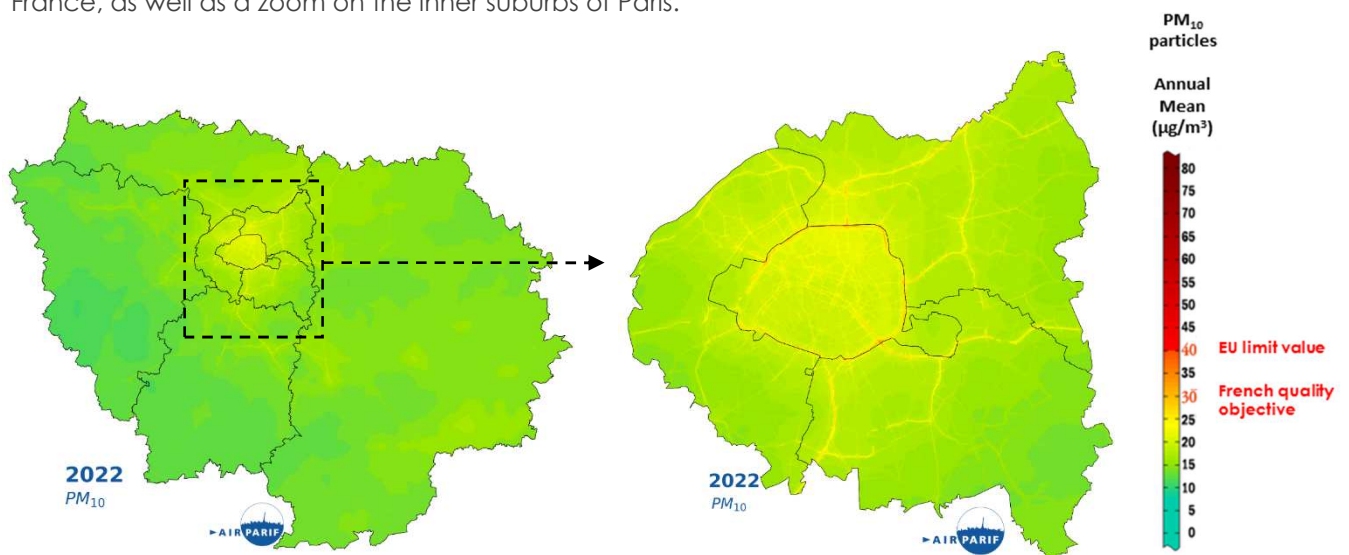 France, as well as a zoom on the inner suburbs of Paris.
PM10
particles
Annual
Mean
(µg/m³)
80
75
70
65
60
55
50
45
40 EU limit value
35
30 French quality
objective
25
20
15
10
5
0
2022
PM10
AIRPARIF
2022
PM10
AIRPARIF